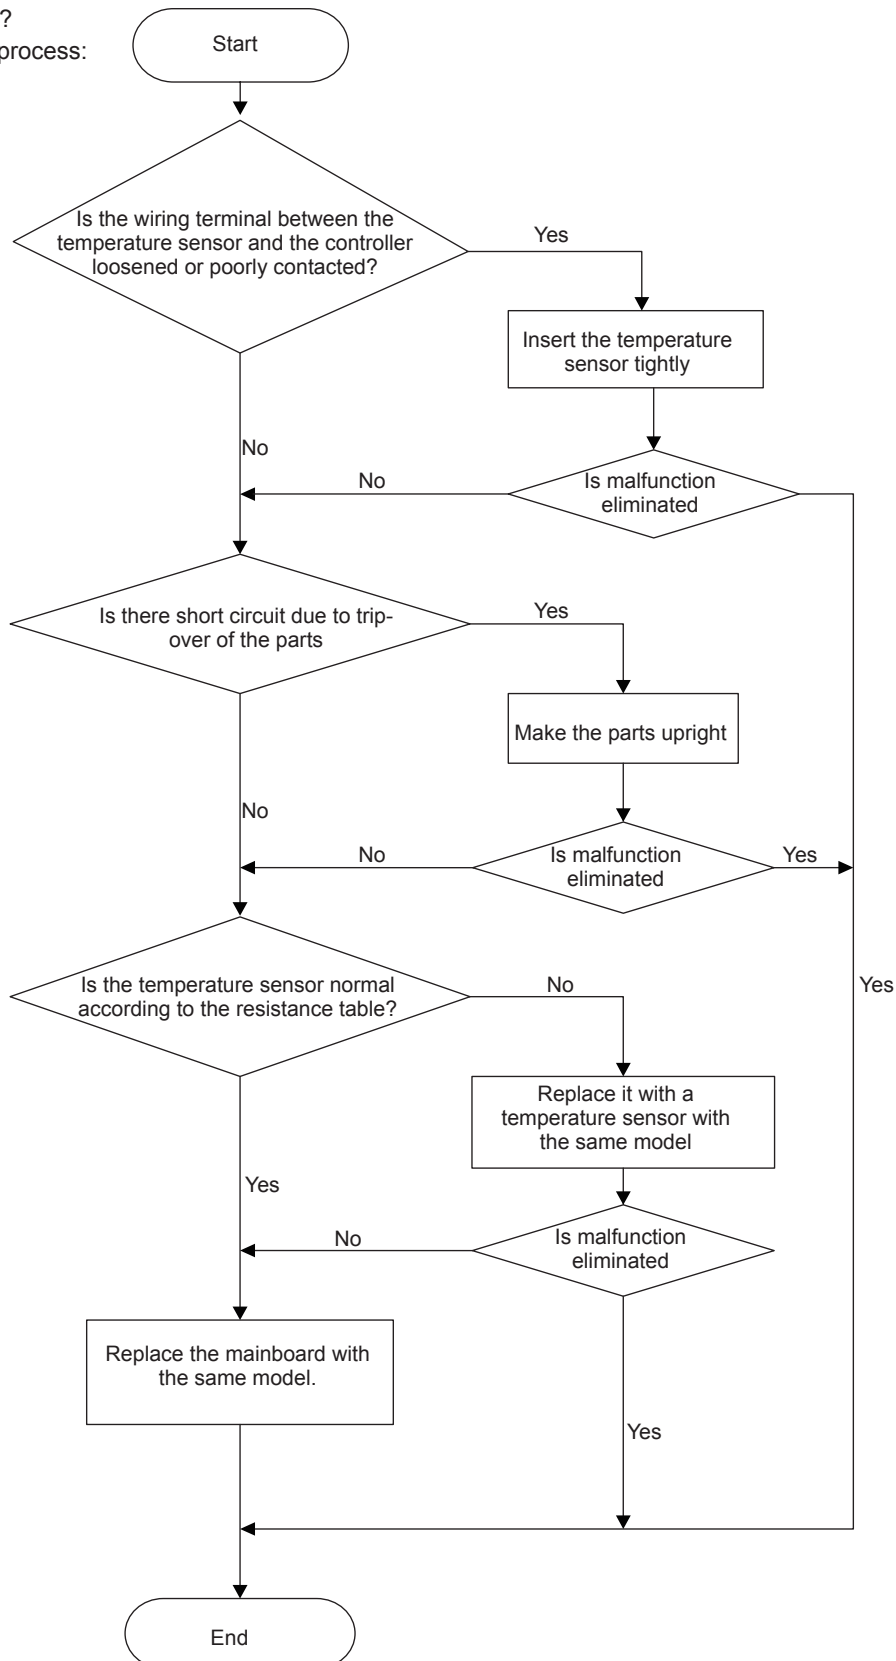 ?
process:
Start
Is the wiring terminal between the
temperature sensor and the controller
loosened or poorly contacted?
Yes
Insert the temperature
sensor tightly
No
No
Is malfunction
eliminated
Is there short circuit due to trip-
over of the parts
Yes
Make the parts upright
No
No
Is malfunction
eliminated
Yes
Is the temperature sensor normal
according to the resistance table?
No
Yes
Replace it with a
temperature sensor with
the same model
Yes
No
Is malfunction
eliminated
Replace the mainboard with
the same model.
Yes
End